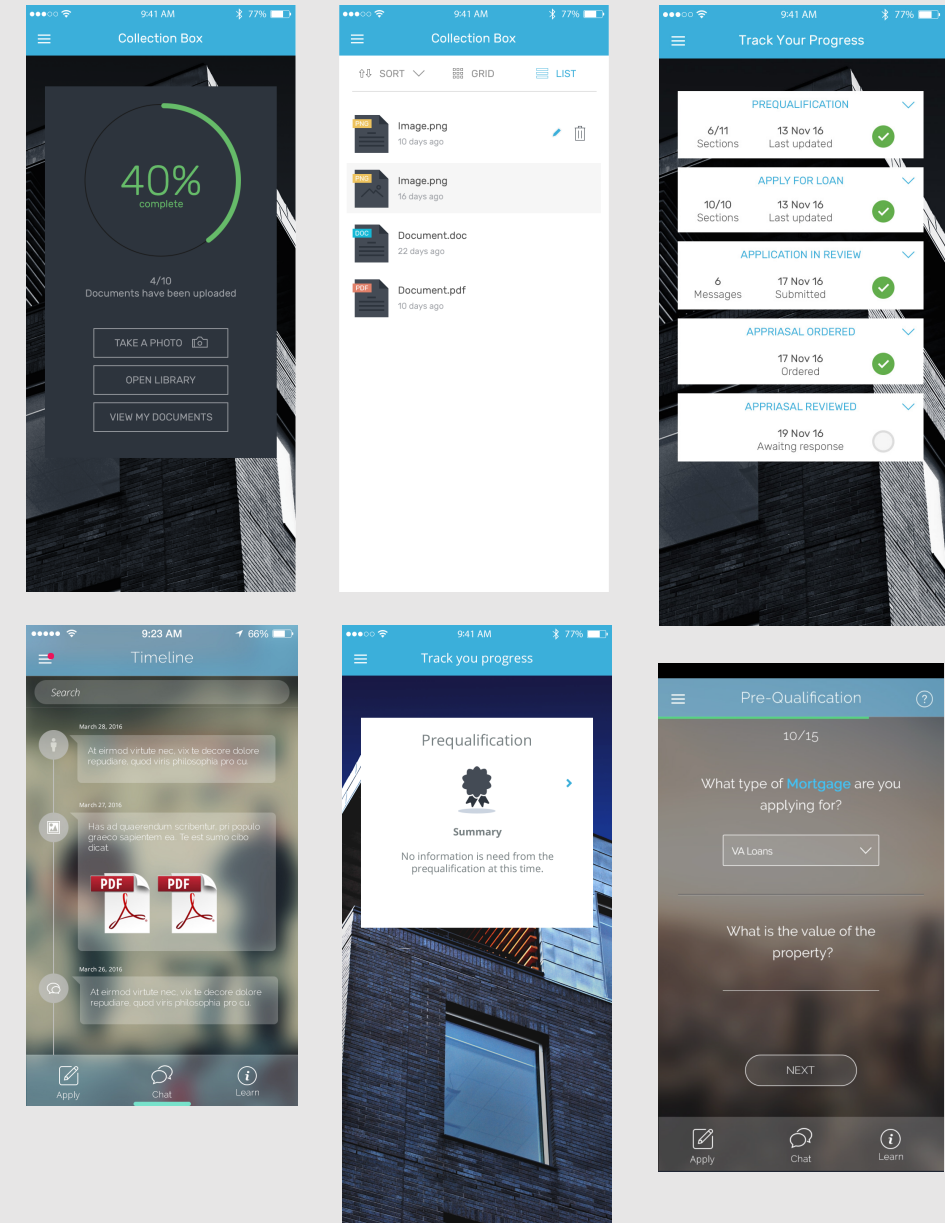 9:41 AM
77%
Collection Box
40%
complete
4/10
Documents have been uploaded
TAKE A PHOTO
OPEN LIBRARY
VIEW MY DOCUMENTS
9:41 AM
77%
Collection Box
SORT
GRID
LIST
PNG
Image.png
10 days ago
PNG
Image.png
16 days ago
DOC
Document.doc
22 days ago
PDF
Document.pdf
10 days ago
9:41 AM
77%
Track Your Progress
PREQUALIFICATION
6/11
13 Nov 16
Sections
Last updated
APPLY FOR LOAN
10/10
13 Nov 16
Sections
Last updated
APPLICATION IN REVIEW
6
17 Nov 16
Messages
Submitted
APPRIASAL ORDERED
17 Nov 16
Ordered
APPRIASAL REVIEWED
19 Nov 16
Awaitng response
9:23 AM
66%
Timeline
Search
March 28, 2016
At eirmod virtute nec, vix te decore dolore
repudiare, quod viris philosophia pro cu.
March 27, 2016
Has ad quaerendum scribentur, pri populo
graeco sapientem ea. Te est sumo cibo
dicat
PDF
PDF
March 26, 2016
At eirmod virtute nec, vix te decore dolore
repudiare, quod viris philosophia pro cu.
Apply
Chat
Learn
9:41 AM
77%
Track you progress
Prequalification
Summary
No information is need from the
prequalification at this time.
Pre-Qualification
?
10/15
What type of Mortgage are you
applying for?
VA Loans
What is the value of the
property?
NEXT
Apply
Chat
Learn